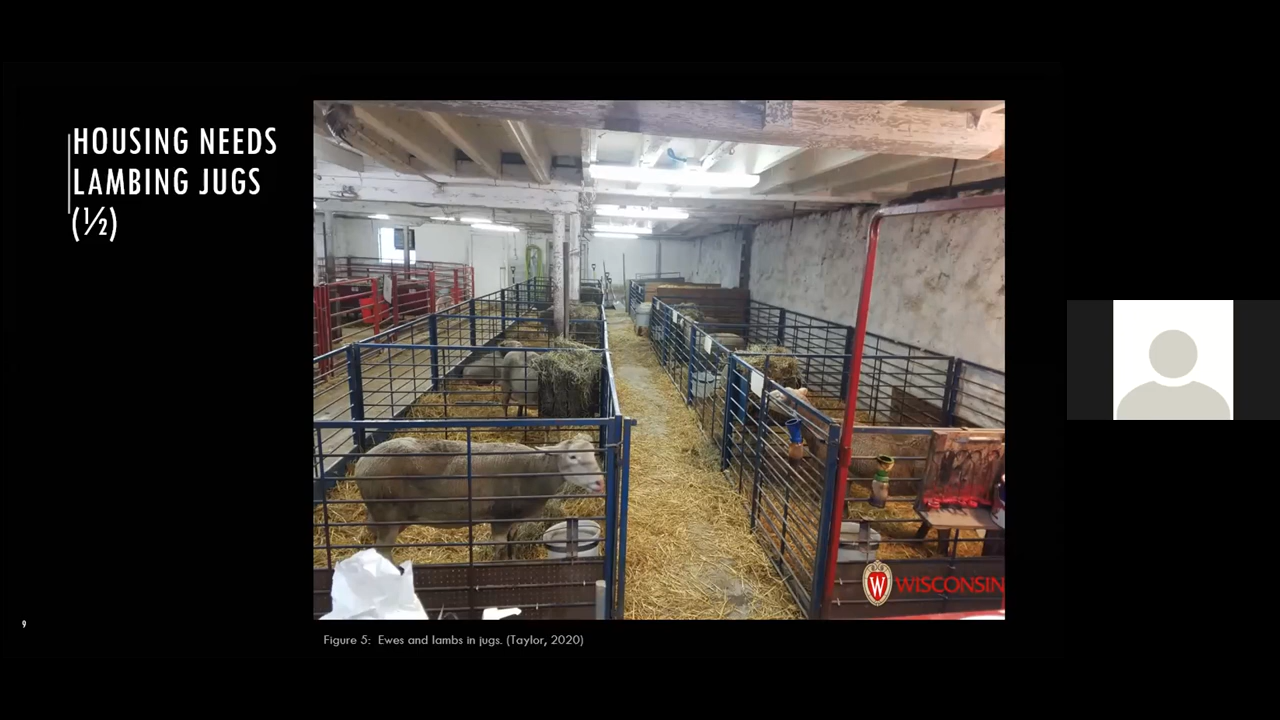 HOUSING NEEDS
LAMBING JUGS
(½)
WISCONSIN
Figure 5: Ewes and lambs in jugs. (Taylor, 2020)
9